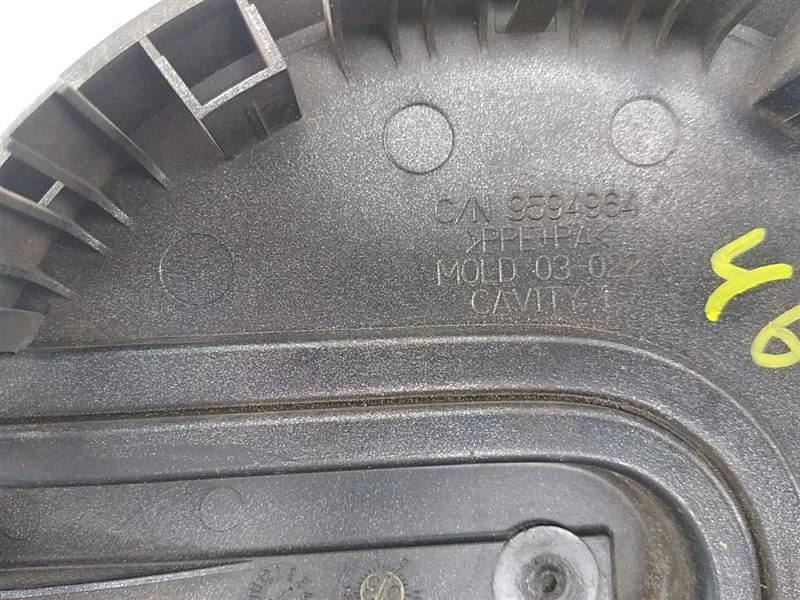 C/N 9594964
>PPE+PA<
MOLD 03-022
CAVITY 1